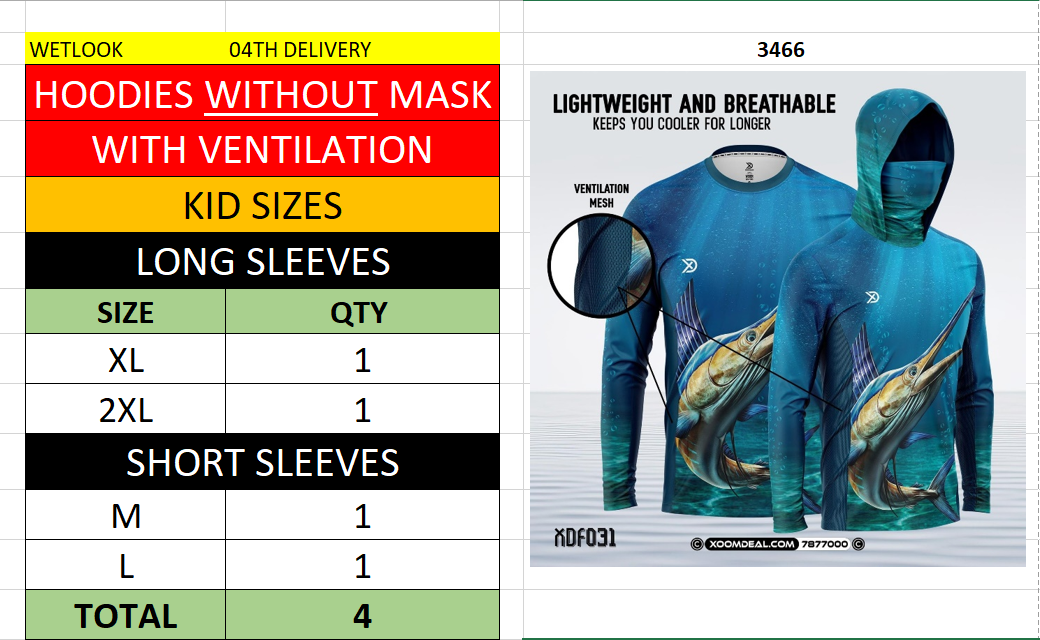 WETLOOK 04TH DELIVERY
HOODIES WITHOUT MASK
WITH VENTILATION
KID SIZES
LONG SLEEVES
SIZE QTY
XL 1
2XL 1
SHORT SLEEVES
M 1
L 1
TOTAL 4
3466
LIGHTWEIGHT AND BREATHABLE
KEEPS YOU COOLER FOR LONGER
VENTILATION
MESH
XDF031
© XOOMDEAL.COM 7877000 ©